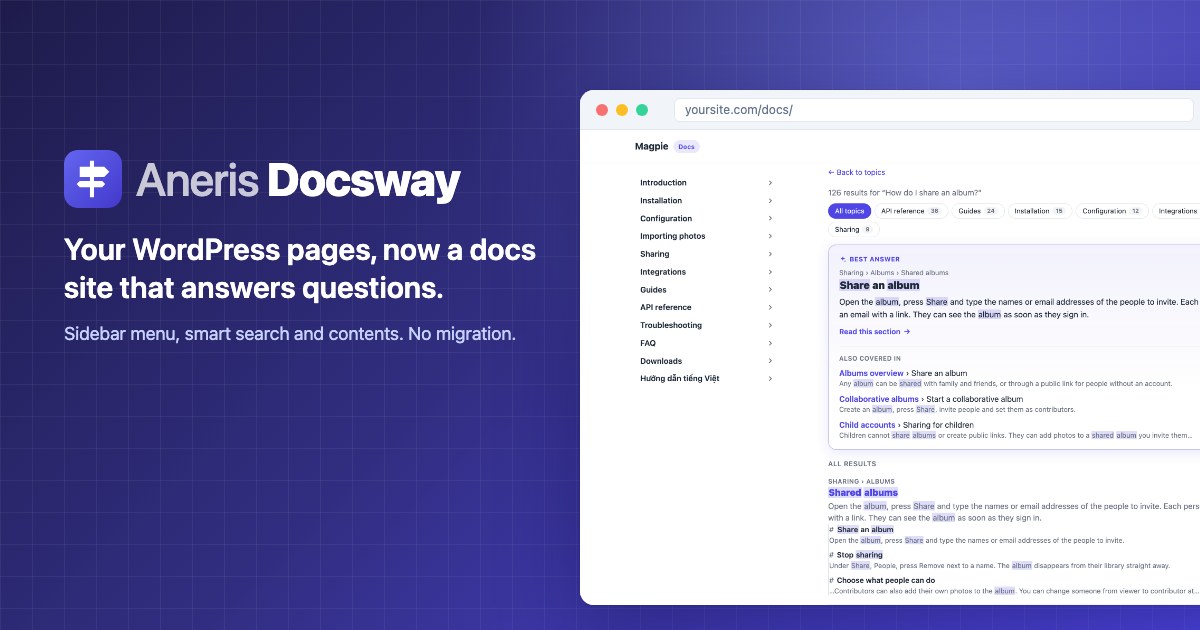 Aneris Docsway
Your WordPress pages, now a docs
site that answers questions.
Sidebar menu, smart search and contents. No migration.
yoursite.com/docs/
Magpie Docs
Introduction
Installation
Configuration
Importing photos
Sharing
Integrations
Guides
API reference
Troubleshooting
FAQ
Downloads
Hướng dẫn tiếng Việt
← Back to topics
126 results for "How do I share an album?"
All topics API reference 36 Guides 24 Installation 15 Configuration 12 Integrations
Sharing 8
BEST ANSWER
Sharing › Albums › Shared albums
Share an album
Open the album, press Share and type the names or email addresses of the people to invite. Each
an email with a link. They can see the album as soon as they sign in.
Read this section →
ALSO COVERED IN
Albums overview › Share an album
Any album can be shared with family and friends, or through a public link for people without an account.
Collaborative albums › Start a collaborative album
Create an album, press Share, invite people and set them as contributors.
Child accounts › Sharing for children
Children cannot share albums or create public links. They can add photos to a shared album you invite them...
ALL RESULTS
SHARING › ALBUMS
Shared albums
Open the album, press Share and type the names or email addresses of the people to invite. Each pers
with a link. They can see the album as soon as they sign in.
# Share an album
Open the album, press Share and type the names or email addresses of the people to invite.
# Stop sharing
Under Share, People, press Remove next to a name. The album disappears from their library straight away.
# Choose what people can do
...Contributors can also add their own photos to the album. You can change someone from viewer to contributor at...